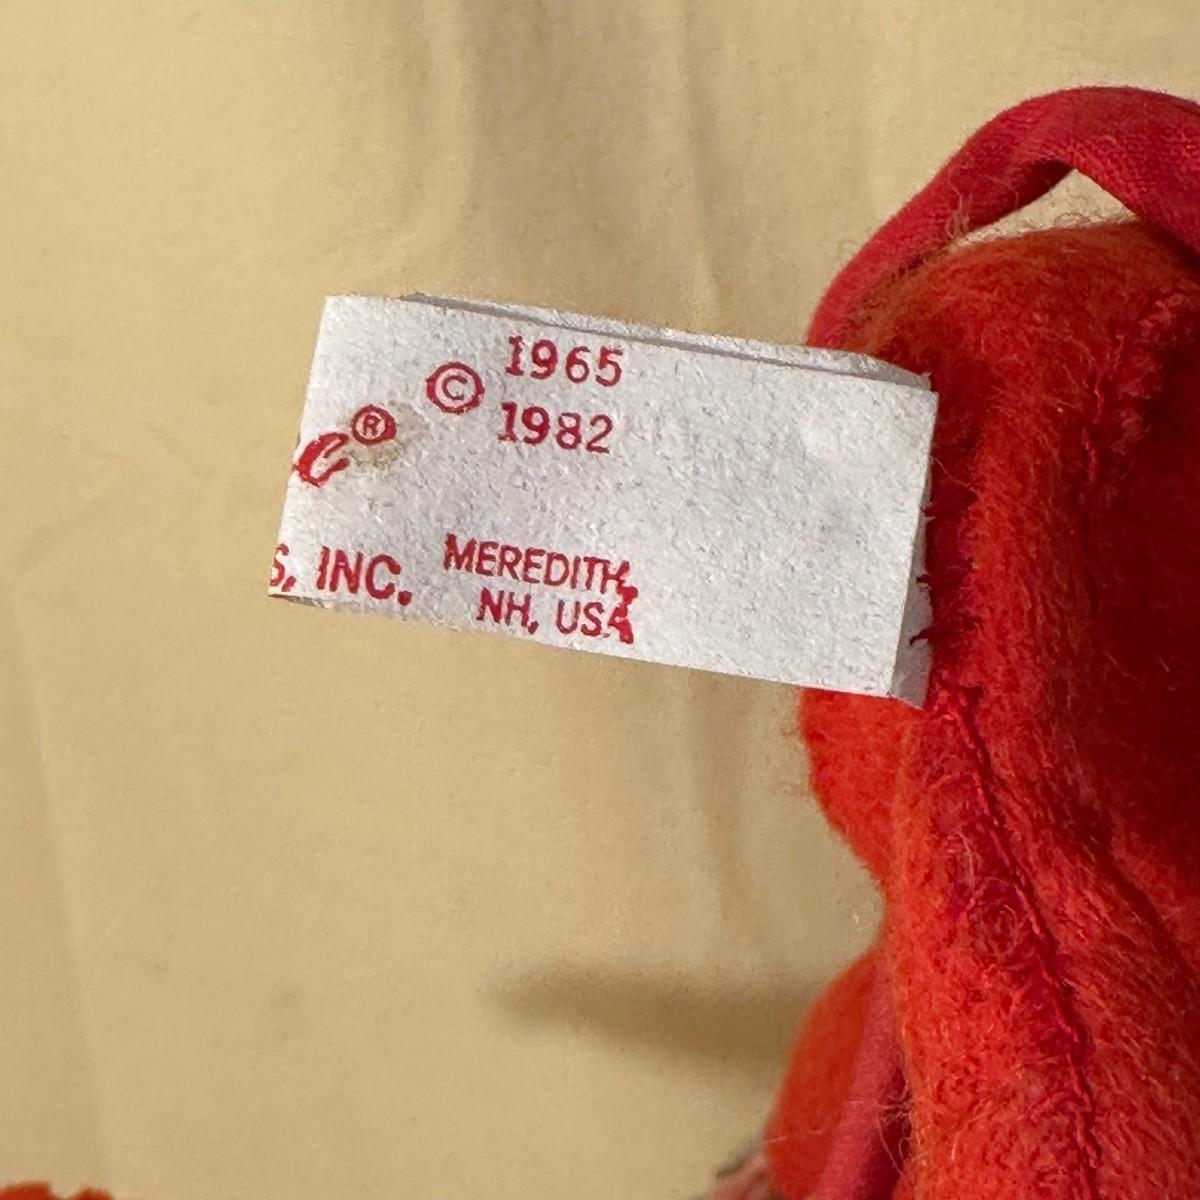 © 1965
1982
®
S, INC. MEREDITH,
NH, USA